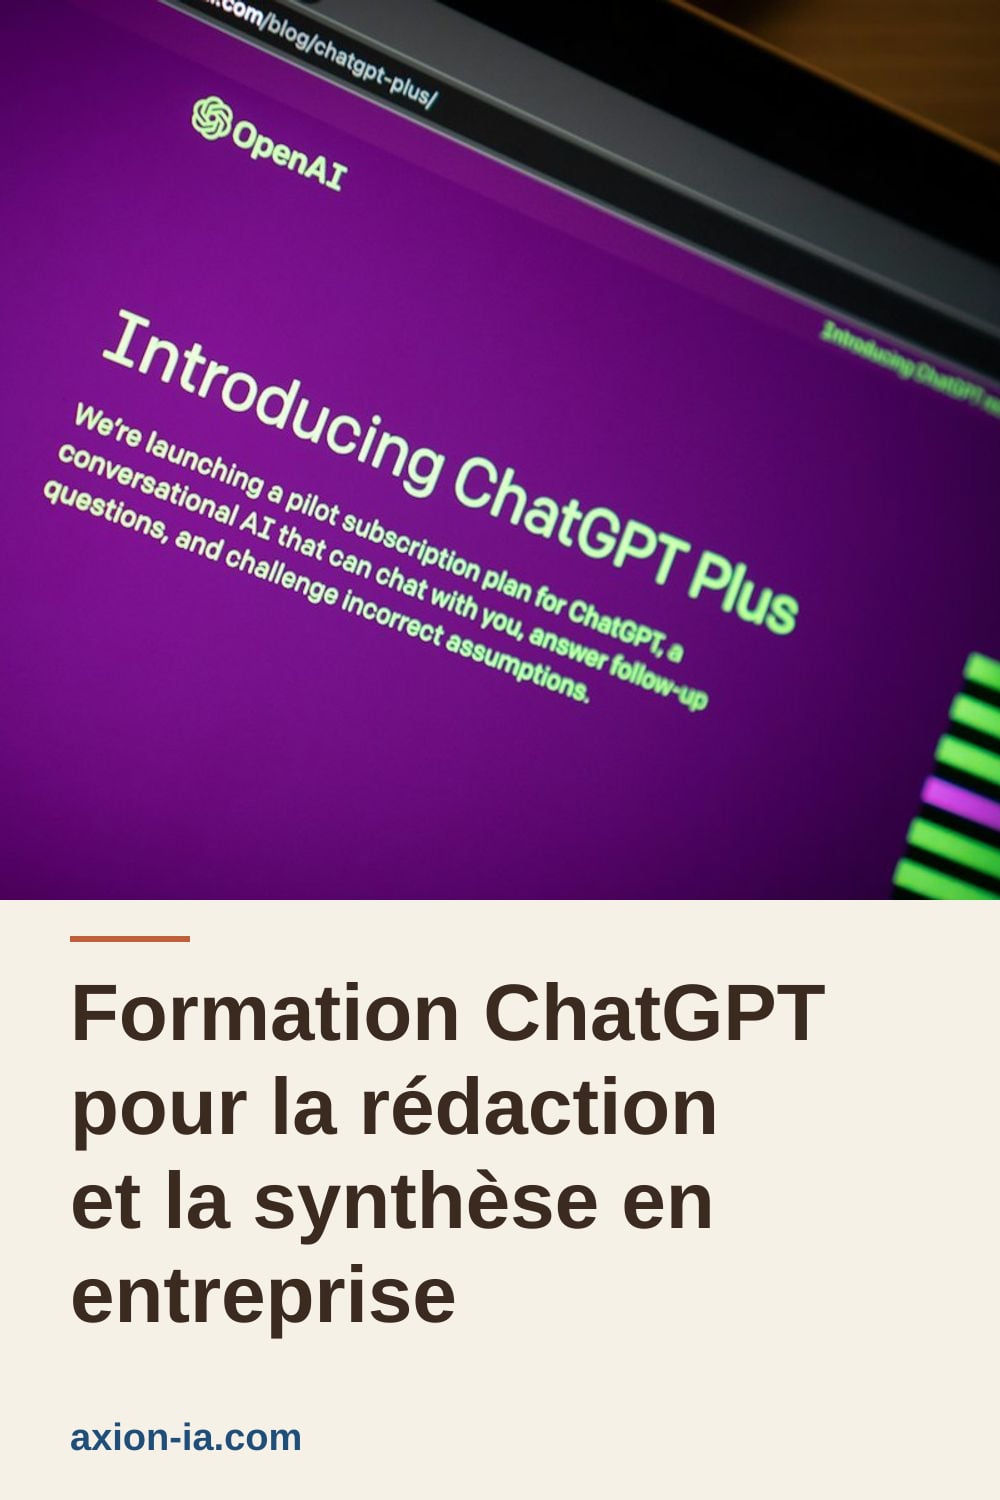 .com/blog/chatgpt-plus/
OpenAI
Introducing ChatGPT
Introducing ChatGPT Plus
We're launching a pilot subscription plan for ChatGPT, a
conversational AI that can chat with you, answer follow-up
questions, and challenge incorrect assumptions.
Formation ChatGPT
pour la rédaction
et la synthèse en
entreprise
axion-ia.com